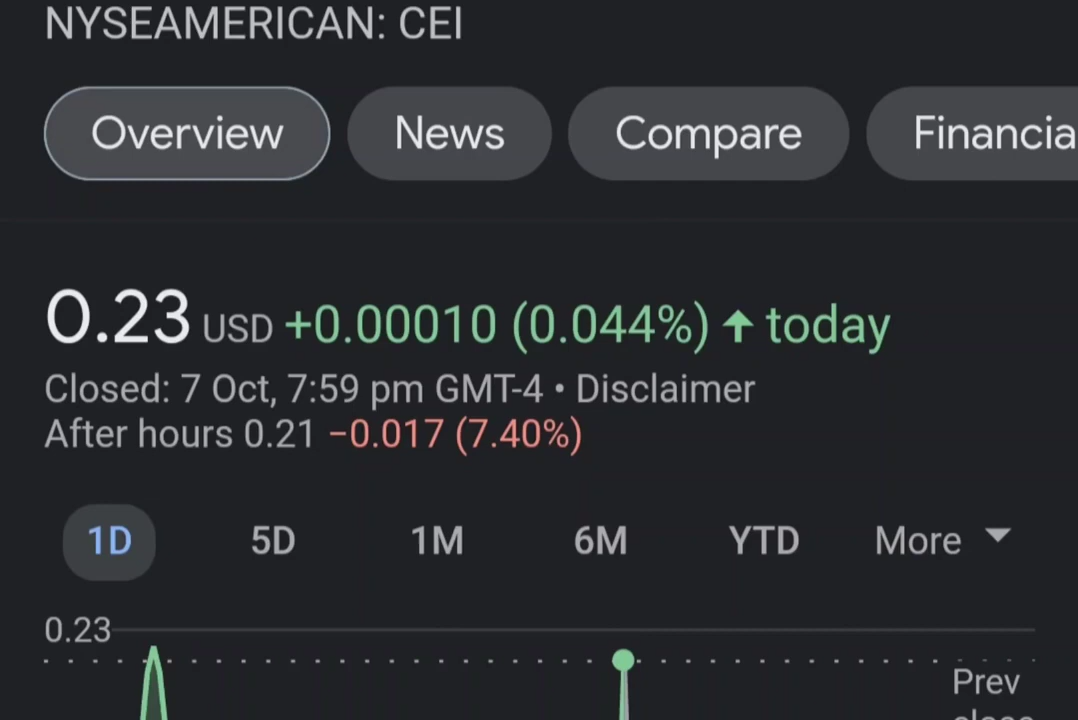 NYSEAMERICAN: CEI
Overview News Compare Financia
0.23 USD +0.00010 (0.044%) ↑ today
Closed: 7 Oct, 7:59 pm GMT-4 • Disclaimer
After hours 0.21 −0.017 (7.40%)
1D 5D 1M 6M YTD More
0.23
Prev
close